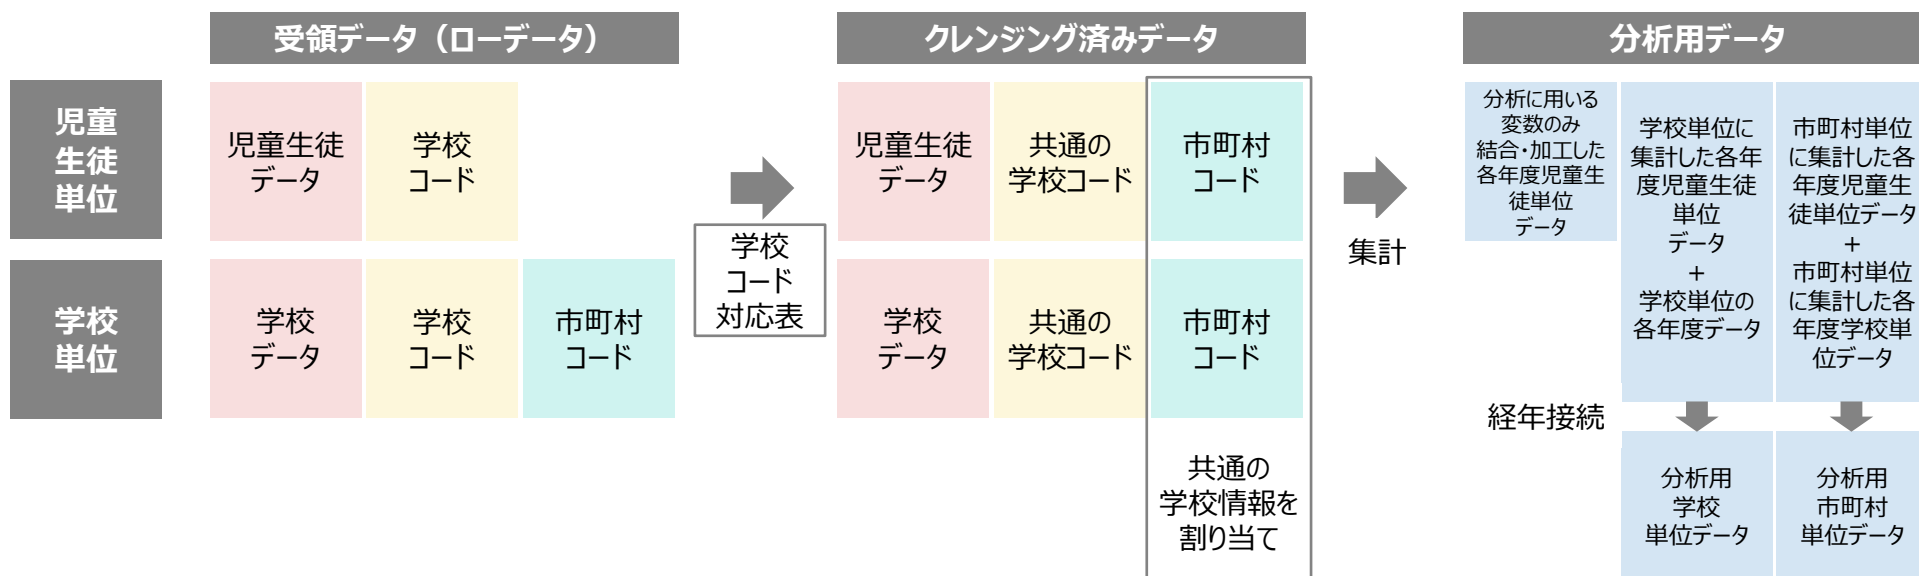 受領データ（ローデータ）
クレンジング済みデータ
分析用データ
児童
生徒
単位
児童生徒
データ
学校
コード
児童生徒
データ
共通の
学校コード
市町村
コード
分析に用いる
変数のみ
結合・加工した
各年度児童生
徒単位
データ
学校単位に
集計した各年
度児童生徒
単位
データ
+
学校単位の
各年度データ
市町村単位
に集計した各
年度児童生
徒単位データ
+
市町村単位
に集計した各
年度学校単
位データ
学校
コード
対応表
集計
学校
単位
学校
データ
学校
コード
市町村
コード
学校
データ
共通の
学校コード
市町村
コード
経年接続
共通の
学校情報を
割り当て
分析用
学校
単位データ
分析用
市町村
単位データ